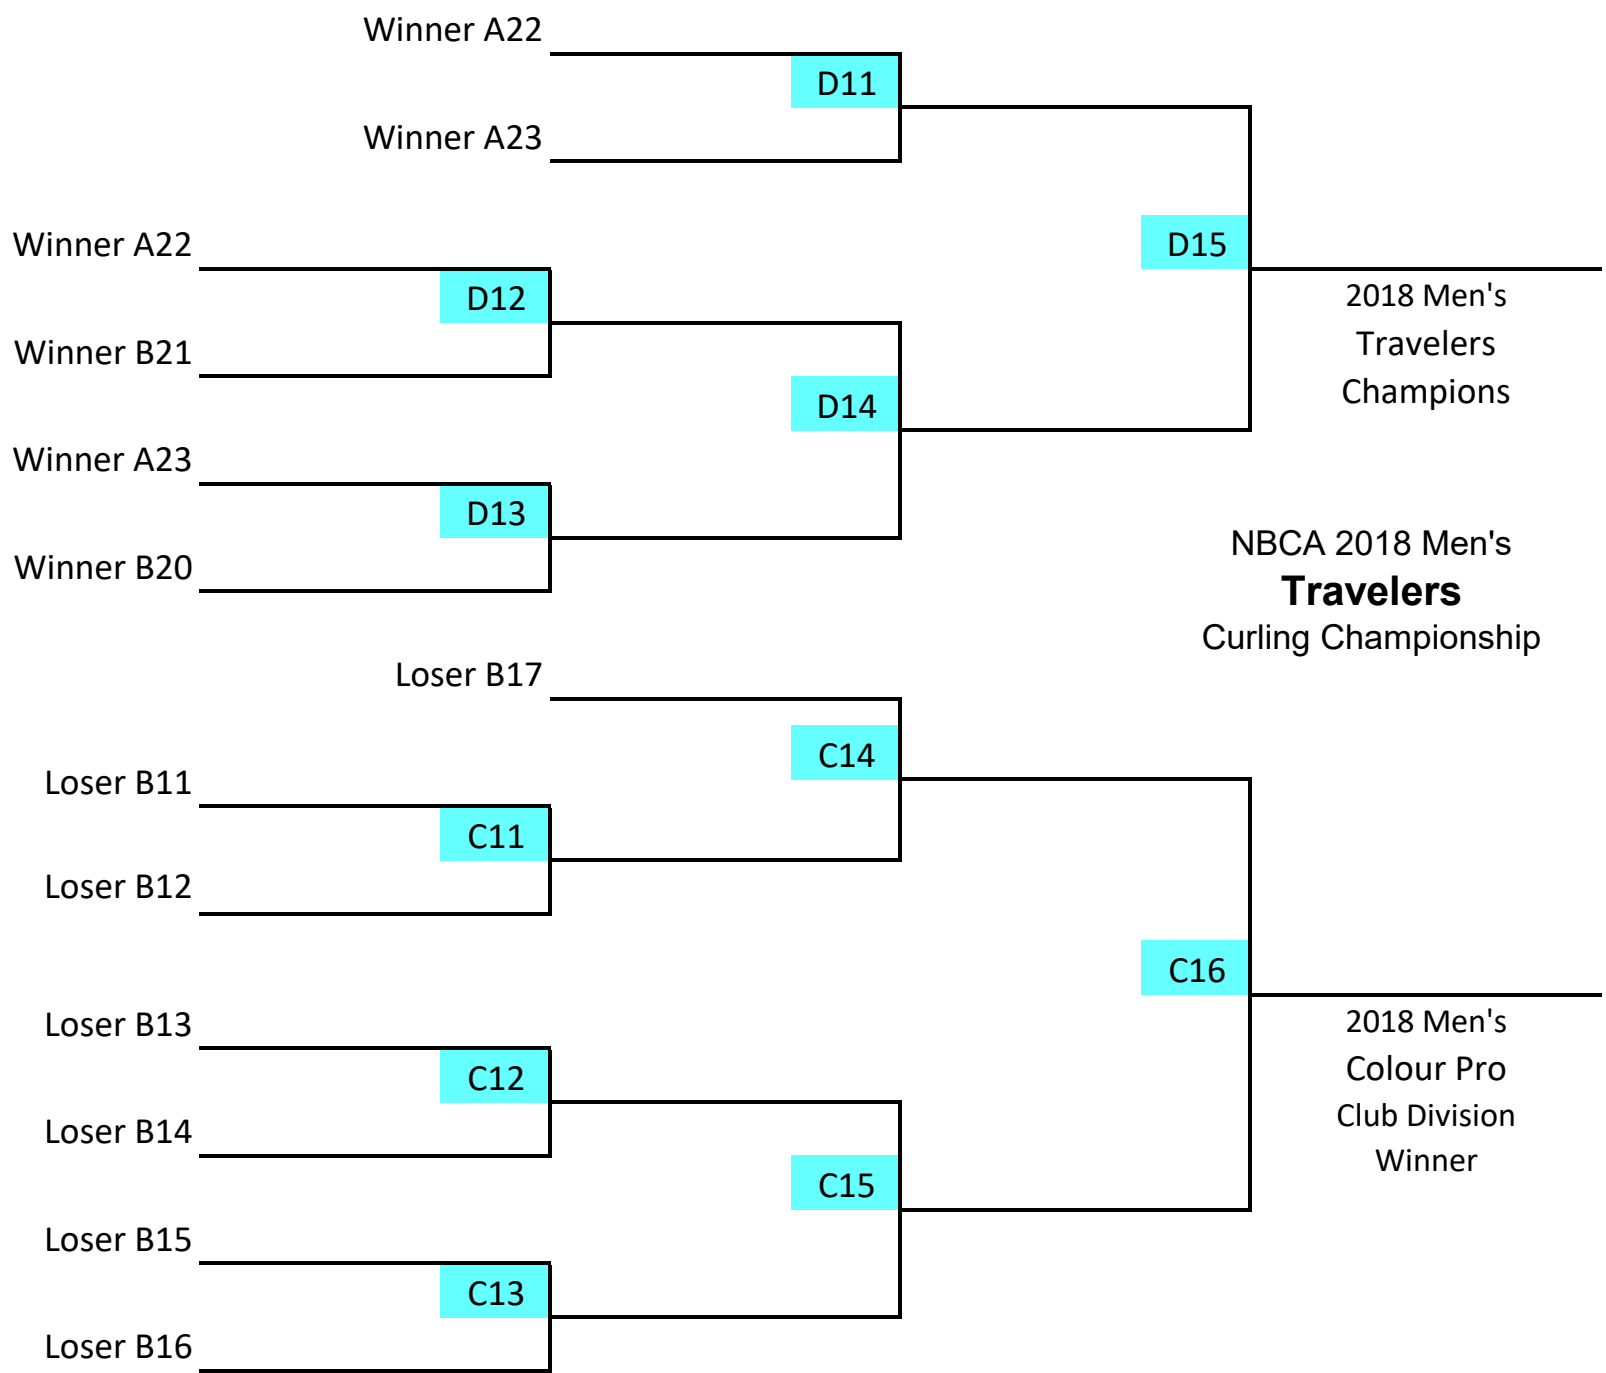 Winner A22
D11
Winner A23
Winner A22
D15
D12
2018 Men's
Winner B21
Travelers
Champions
D14
Winner A23
D13
NBCA 2018 Men's
Winner B20
Travelers
Curling Championship
Loser B17
C14
Loser B11
C11
Loser B12
C16
Loser B13
2018 Men's
C12
Colour Pro
Loser B14
Club Division
Winner
C15
Loser B15
C13
Loser B16